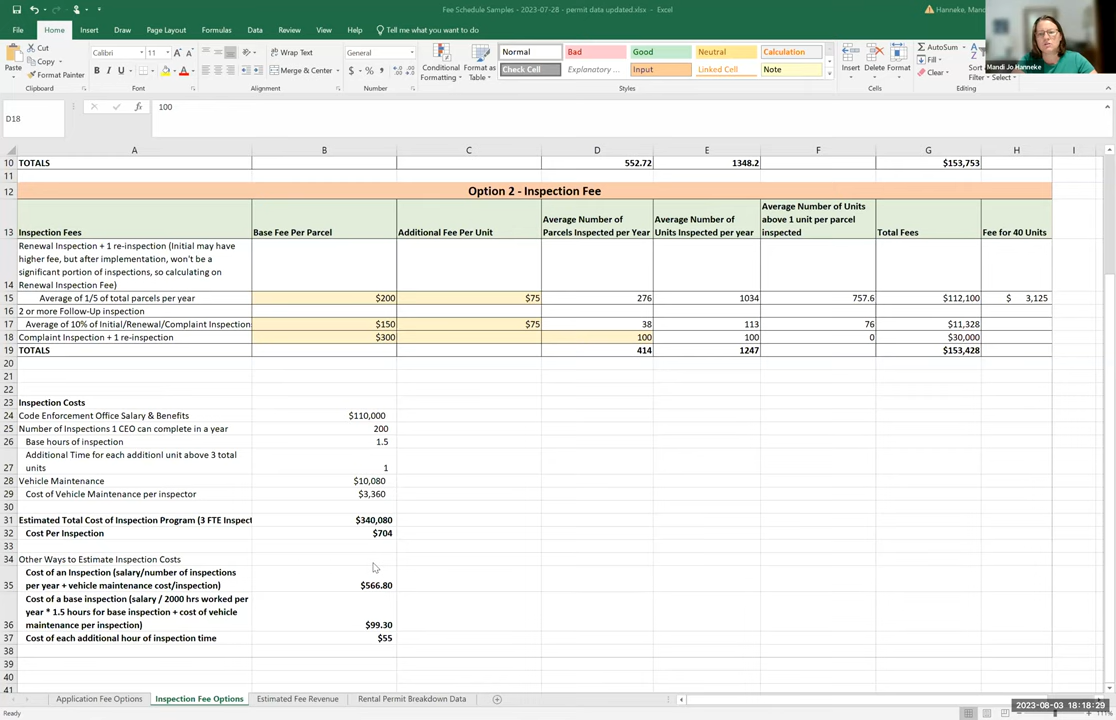 Fee Schedule Samples - 2023-07-28 - permit data updated.xlsx - Excel
Hanneke, Mand
File Home Insert Draw Page Layout Formulas Data Review View Help Tell me what you want to do
Paste
Cut
Copy
Format Painter
Clipboard
Calibri 11
B I U
Font
Wrap Text
Merge & Center
Alignment
General
$ % ,
Number
Conditional Formatting
Format as Table
Normal Bad Good Neutral Calculation
Check Cell Explanatory ... Input Linked Cell Note
Styles
Insert Delete Format
Cells
AutoSum
Fill
Clear
Sort
Filter Select
Editing
Mandi Jo Hanneke
D18 fx 100
A B C D E F G H I
10 TOTALS 552.72 1348.2 $153,753
11
12 Option 2 - Inspection Fee
13 Inspection Fees Base Fee Per Parcel Additional Fee Per Unit Average Number of Parcels Inspected per Year Average Number of Units Inspected per year Average Number of Units above 1 unit per parcel inspected Total Fees Fee for 40 Units
Renewal Inspection + 1 re-inspection (Initial may have
higher fee, but after implementation, won't be a
significant portion of inspections, so calculating on
14 Renewal Inspection Fee)
15 Average of 1/5 of total parcels per year $200 $75 276 1034 757.6 $112,100 $ 3,125
16 2 or more Follow-Up inspection
17 Average of 10% of Initial/Renewal/Complaint Inspection $150 $75 38 113 76 $11,328
18 Complaint Inspection + 1 re-inspection $300 100 100 0 $30,000
19 TOTALS 414 1247 $153,428
20
21
22
23 Inspection Costs
24 Code Enforcement Office Salary & Benefits $110,000
25 Number of Inspections 1 CEO can complete in a year 200
26 Base hours of inspection 1.5
Additional Time for each additionl unit above 3 total
27 units 1
28 Vehicle Maintenance $10,080
29 Cost of Vehicle Maintenance per inspector $3,360
30
31 Estimated Total Cost of Inspection Program (3 FTE Inspect $340,080
32 Cost Per Inspection $704
33
34 Other Ways to Estimate Inspection Costs
Cost of an Inspection (salary/number of inspections
35 per year + vehicle maintenance cost/inspection) $566.80
Cost of a base inspection (salary / 2000 hrs worked per
year * 1.5 hours for base inspection + cost of vehicle
36 maintenance per inspection) $99.30
37 Cost of each additional hour of inspection time $55
38
39
40
41
Application Fee Options Inspection Fee Options Estimated Fee Revenue Rental Permit Breakdown Data
Ready
2023-08-03 18:18:29